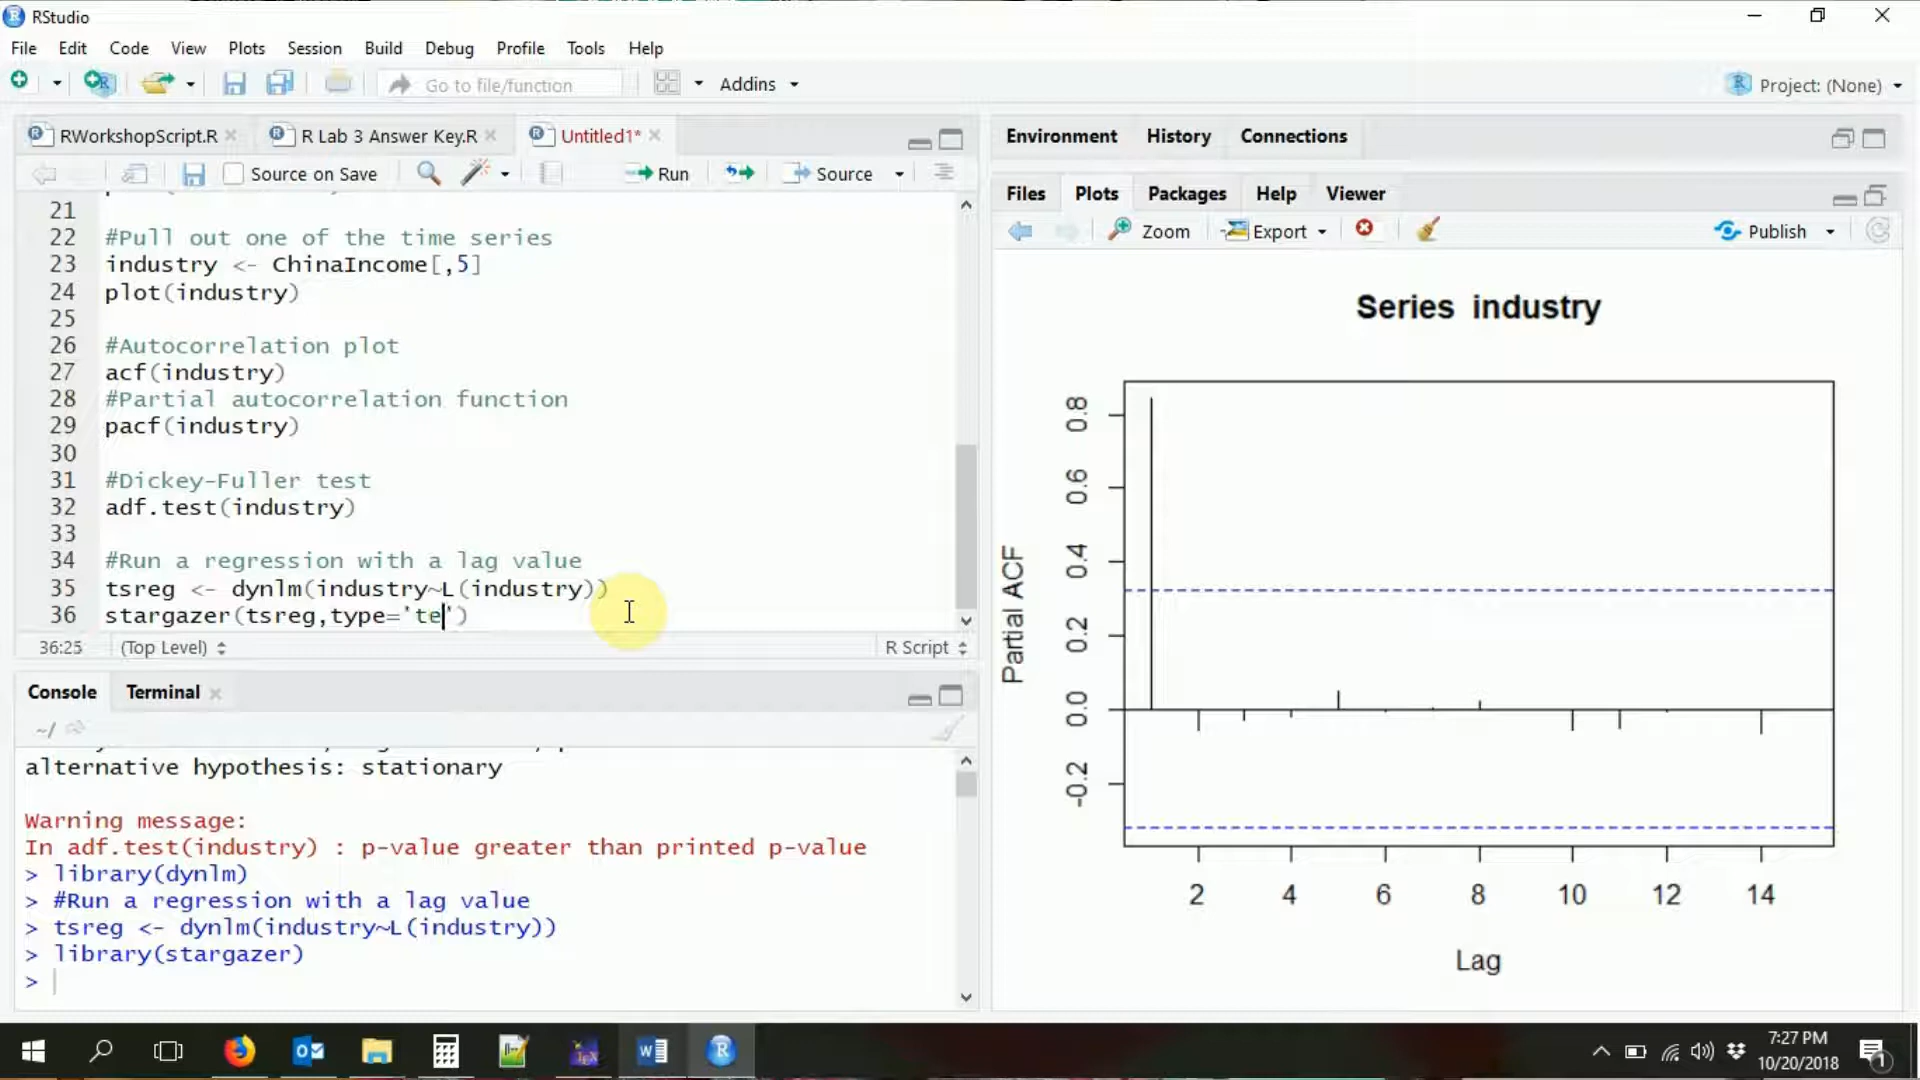 RStudio
File Edit Code View Plots Session Build Debug Profile Tools Help
Go to file/function Addins Project: (None)
RWorkshopScript.R R Lab 3 Answer Key.R Untitled1*
Source on Save Run Source
21
22 #Pull out one of the time series
23 industry <- ChinaIncome[,5]
24 plot(industry)
25
26 #Autocorrelation plot
27 acf(industry)
28 #Partial autocorrelation function
29 pacf(industry)
30
31 #Dickey-Fuller test
32 adf.test(industry)
33
34 #Run a regression with a lag value
35 tsreg <- dynlm(industry~L(industry))
36 stargazer(tsreg,type='te')
36:25 (Top Level) R Script
Console Terminal
~/
alternative hypothesis: stationary
Warning message:
In adf.test(industry) : p-value greater than printed p-value
> library(dynlm)
> #Run a regression with a lag value
> tsreg <- dynlm(industry~L(industry))
> library(stargazer)
>
Environment History Connections
Files Plots Packages Help Viewer
Zoom Export Publish
Series industry
Partial ACF
0.8
0.6
0.4
0.2
0.0
-0.2
2 4 6 8 10 12 14
Lag
7:27 PM
10/20/2018
1